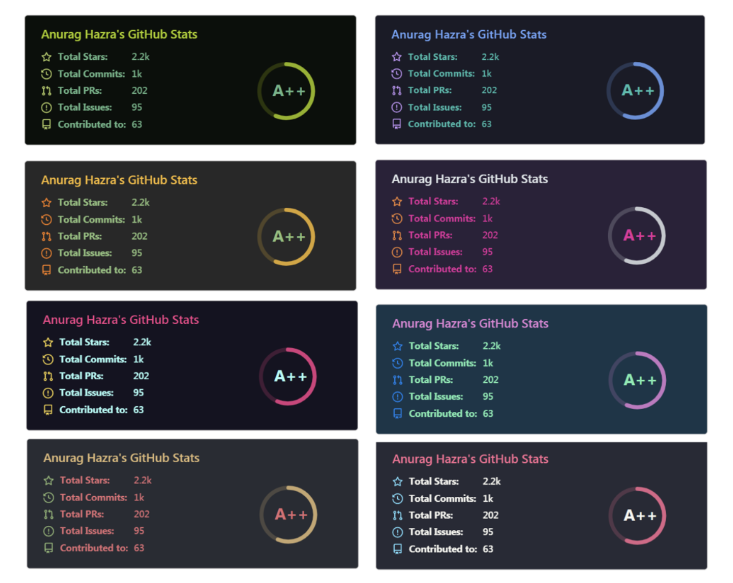 Anurag Hazra's GitHub Stats
Total Stars: 2.2k
Total Commits: 1k
Total PRs: 202
Total Issues: 95
Contributed to: 63
A++
Anurag Hazra's GitHub Stats
Total Stars: 2.2k
Total Commits: 1k
Total PRs: 202
Total Issues: 95
Contributed to: 63
A++
Anurag Hazra's GitHub Stats
Total Stars: 2.2k
Total Commits: 1k
Total PRs: 202
Total Issues: 95
Contributed to: 63
A++
Anurag Hazra's GitHub Stats
Total Stars: 2.2k
Total Commits: 1k
Total PRs: 202
Total Issues: 95
Contributed to: 63
A++
Anurag Hazra's GitHub Stats
Total Stars: 2.2k
Total Commits: 1k
Total PRs: 202
Total Issues: 95
Contributed to: 63
A++
Anurag Hazra's GitHub Stats
Total Stars: 2.2k
Total Commits: 1k
Total PRs: 202
Total Issues: 95
Contributed to: 63
A++
Anurag Hazra's GitHub Stats
Total Stars: 2.2k
Total Commits: 1k
Total PRs: 202
Total Issues: 95
Contributed to: 63
A++
Anurag Hazra's GitHub Stats
Total Stars: 2.2k
Total Commits: 1k
Total PRs: 202
Total Issues: 95
Contributed to: 63
A++